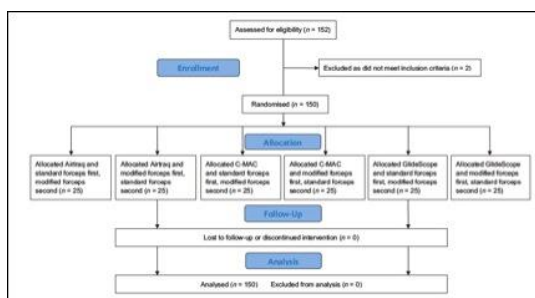 Assessed for eligibility (n = 152)
Enrollment
Excluded as did not meet inclusion criteria (n = 2)
Randomised (n = 150)
Allocation
Allocated Airtraq and
standard forceps first,
modified forceps
second (n = 25)
Allocated Airtraq and
modified forceps first,
standard forceps
second (n = 25)
Allocated C-MAC and
standard forceps first,
modified forceps
second (n = 25)
Allocated C-MAC and
modified forceps first,
standard forceps
second (n = 25)
Allocated GlideScope
and standard forceps
first, modified forceps
second (n = 25)
Allocated GlideScope
and modified forceps
first, standard forceps
second (n = 25)
Follow-Up
Lost to follow-up or discontinued intervention (n = 0)
Analysis
Analysed (n = 150) Excluded from analysis (n = 0)